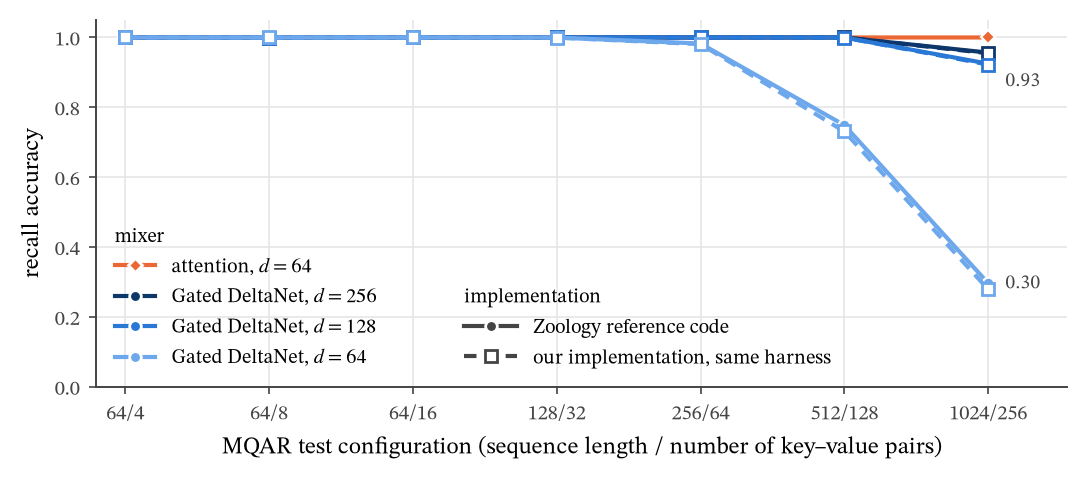 1.0
0.8
0.6
0.4
0.2
0.0
recall accuracy
0.93
0.30
mixer
attention, d = 64
Gated DeltaNet, d = 256
Gated DeltaNet, d = 128
Gated DeltaNet, d = 64
implementation
Zoology reference code
our implementation, same harness
64/4 64/8 64/16 128/32 256/64 512/128 1024/256
MQAR test configuration (sequence length / number of key–value pairs)